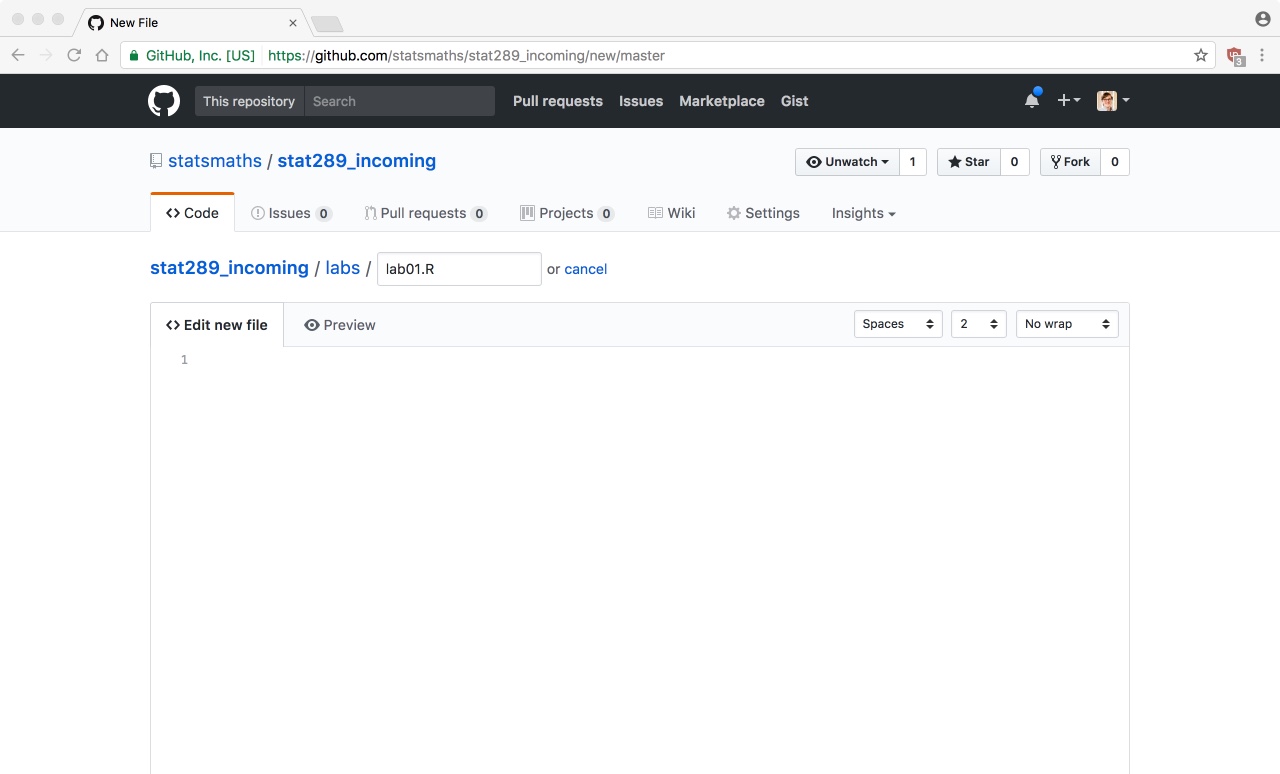 New File
GitHub, Inc. [US] https://github.com/statsmaths/stat289_incoming/new/master
This repository Search Pull requests Issues Marketplace Gist
statsmaths / stat289_incoming Unwatch 1 Star 0 Fork 0
Code Issues 0 Pull requests 0 Projects 0 Wiki Settings Insights
stat289_incoming / labs / lab01.R or cancel
Edit new file Preview Spaces 2 No wrap
1